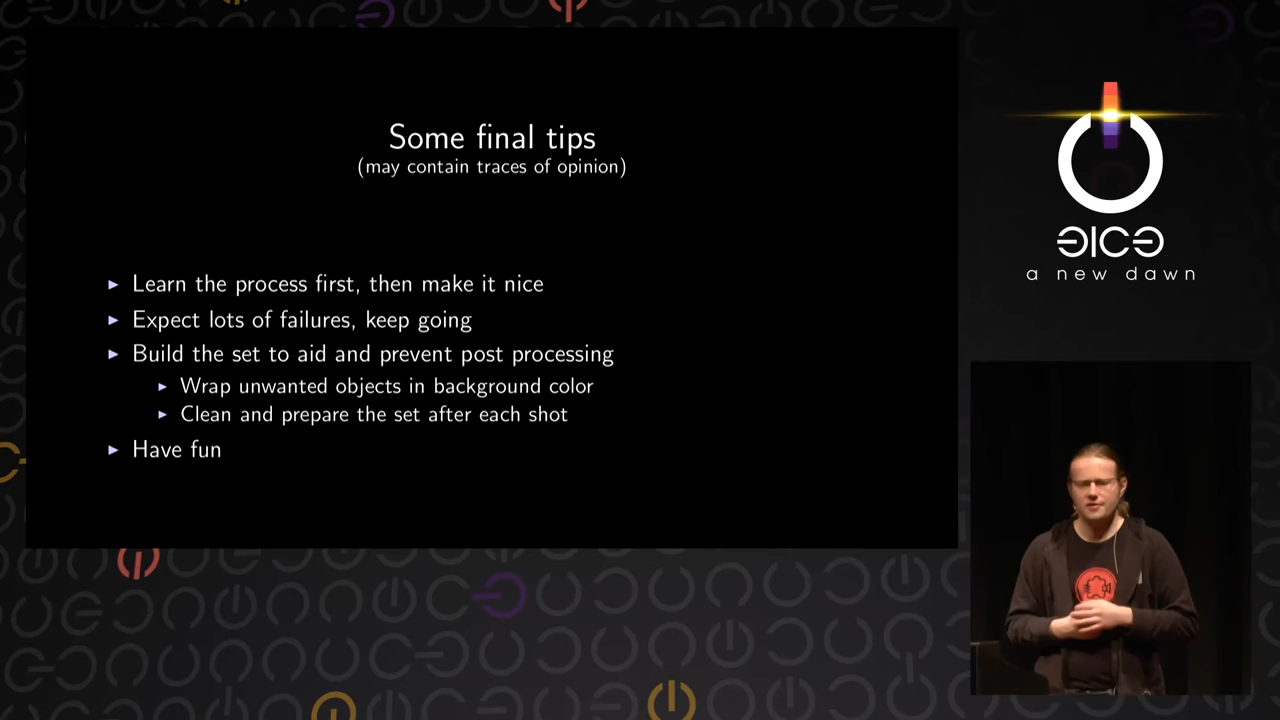 Some final tips
(may contain traces of opinion)
Learn the process first, then make it nice
Expect lots of failures, keep going
Build the set to aid and prevent post processing
Wrap unwanted objects in background color
Clean and prepare the set after each shot
Have fun
a new dawn